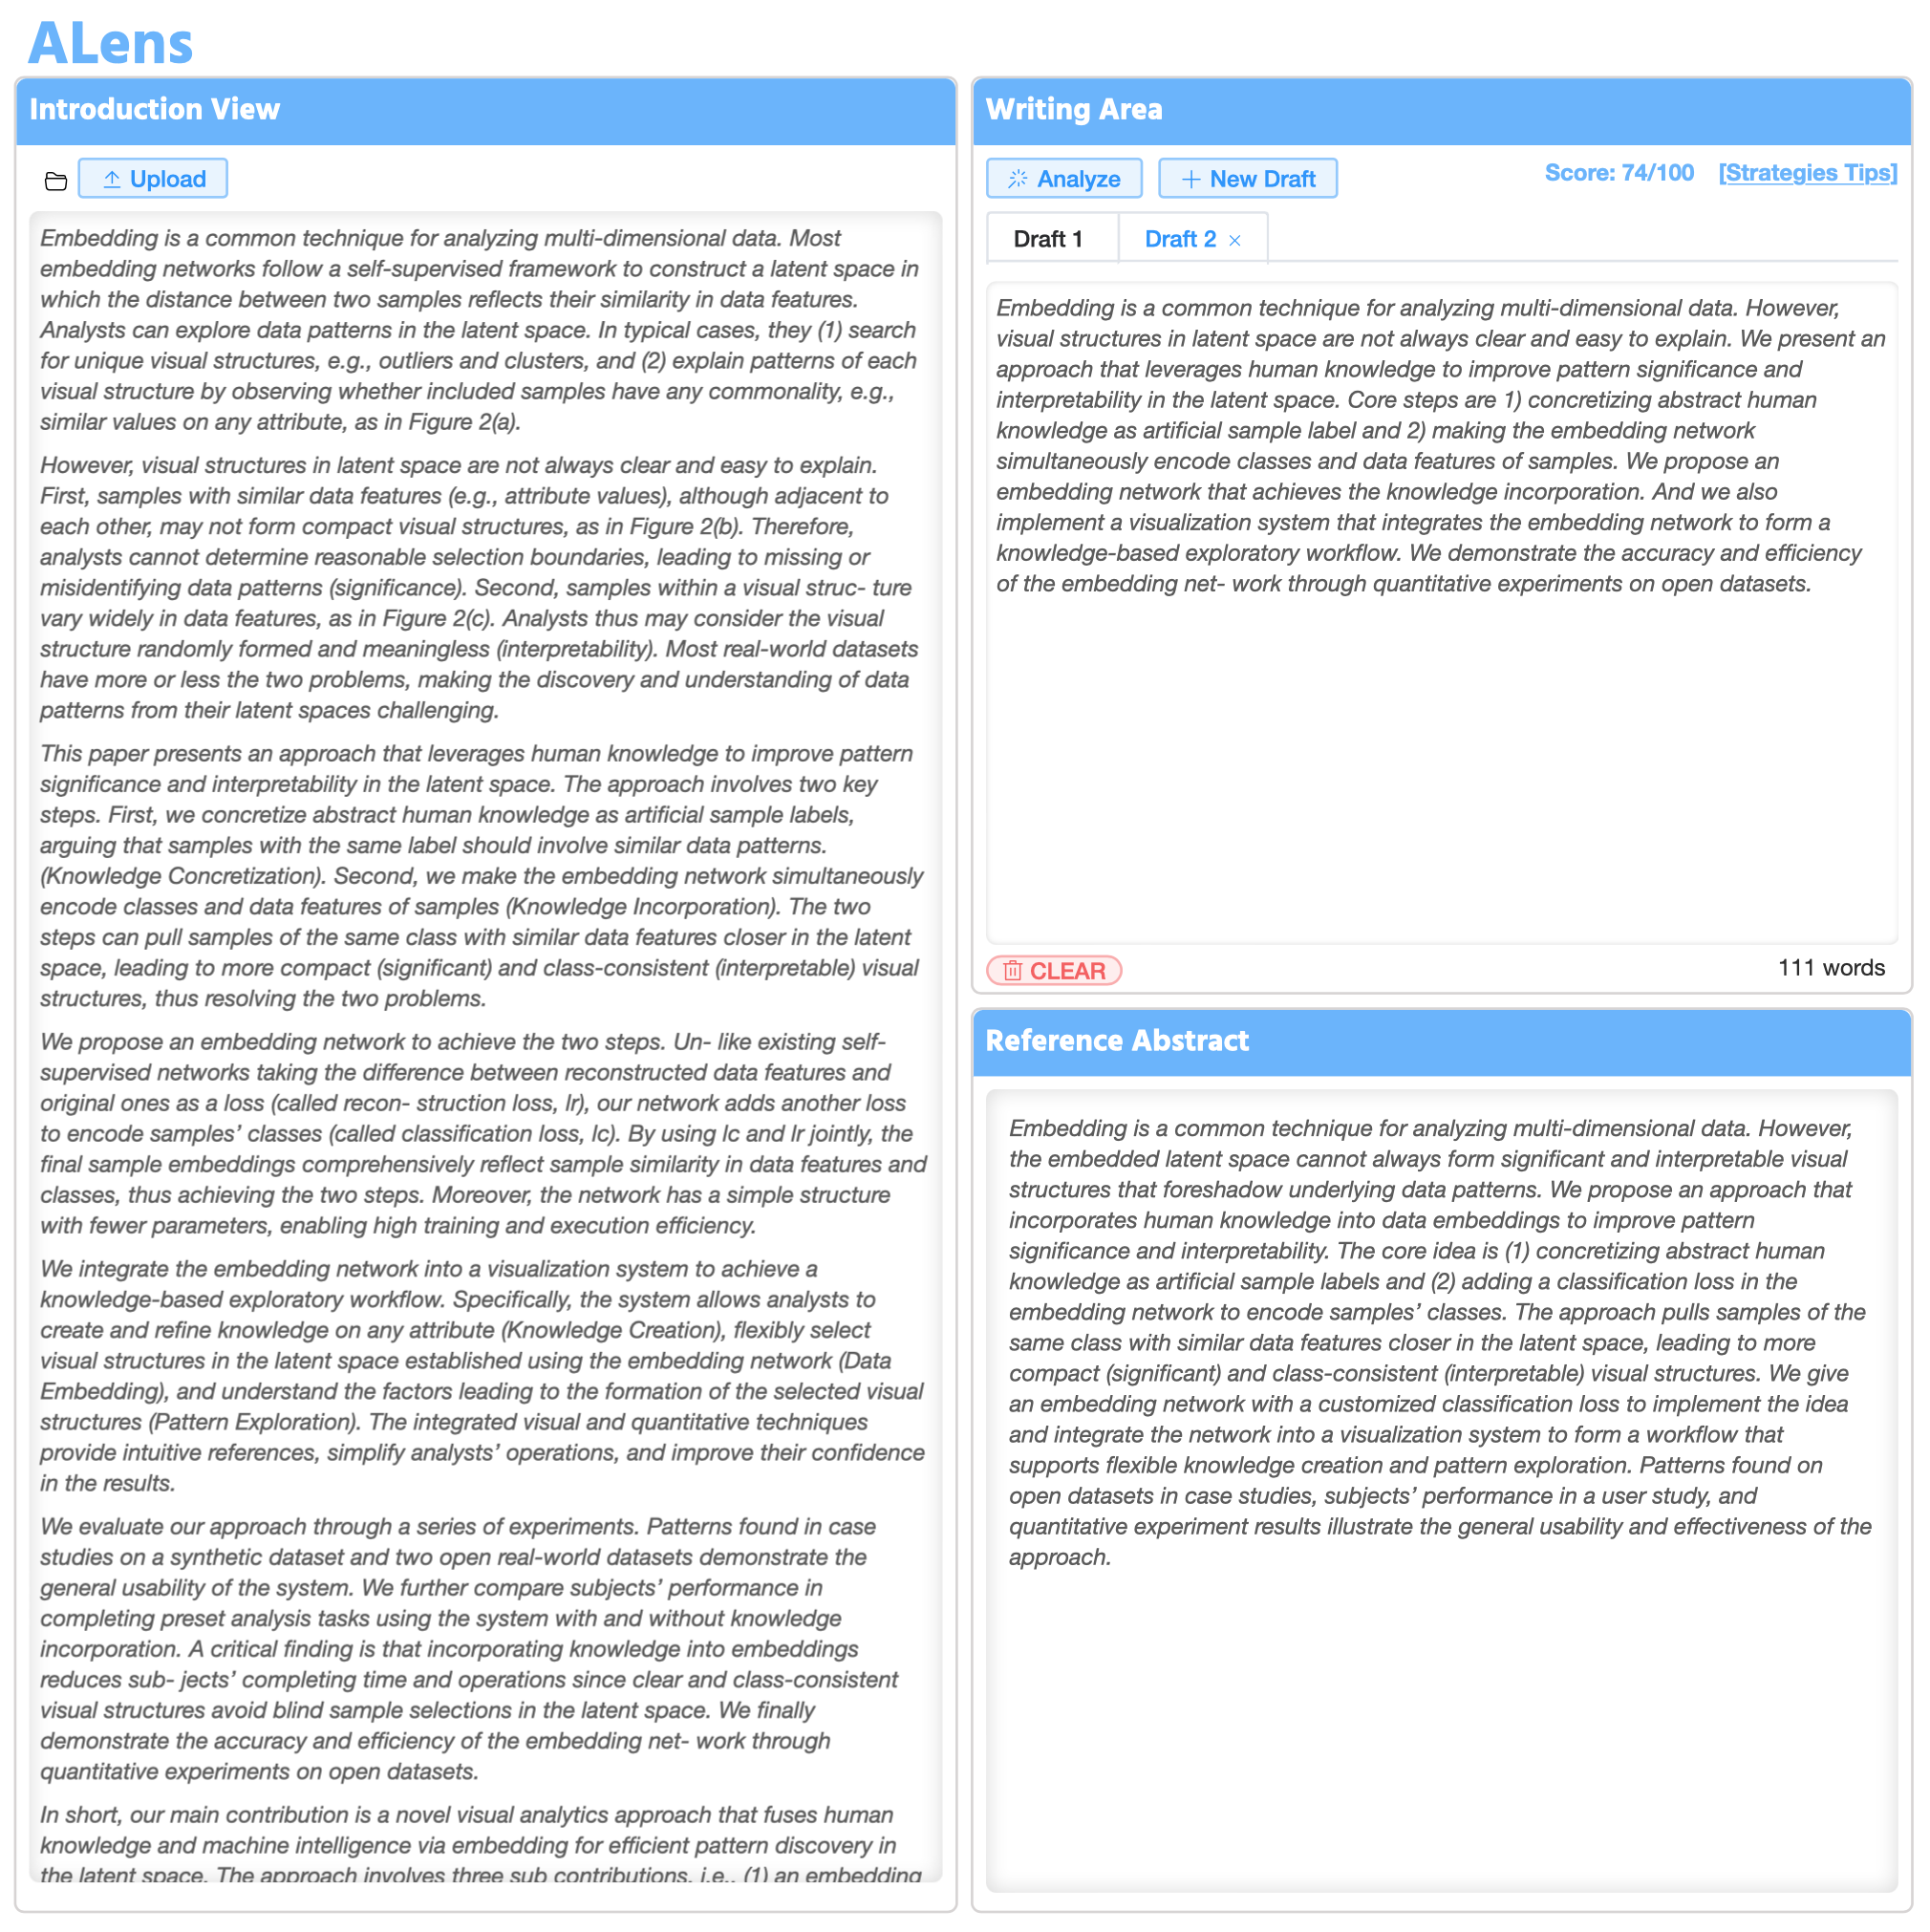 ALens
Introduction View
Upload
Embedding is a common technique for analyzing multi-dimensional data. Most
embedding networks follow a self-supervised framework to construct a latent space in
which the distance between two samples reflects their similarity in data features.
Analysts can explore data patterns in the latent space. In typical cases, they (1) search
for unique visual structures, e.g., outliers and clusters, and (2) explain patterns of each
visual structure by observing whether included samples have any commonality, e.g.,
similar values on any attribute, as in Figure 2(a).
However, visual structures in latent space are not always clear and easy to explain.
First, samples with similar data features (e.g., attribute values), although adjacent to
each other, may not form compact visual structures, as in Figure 2(b). Therefore,
analysts cannot determine reasonable selection boundaries, leading to missing or
misidentifying data patterns (significance). Second, samples within a visual struc- ture
vary widely in data features, as in Figure 2(c). Analysts thus may consider the visual
structure randomly formed and meaningless (interpretability). Most real-world datasets
have more or less the two problems, making the discovery and understanding of data
patterns from their latent spaces challenging.
This paper presents an approach that leverages human knowledge to improve pattern
significance and interpretability in the latent space. The approach involves two key
steps. First, we concretize abstract human knowledge as artificial sample labels,
arguing that samples with the same label should involve similar data patterns.
(Knowledge Concretization). Second, we make the embedding network simultaneously
encode classes and data features of samples (Knowledge Incorporation). The two
steps can pull samples of the same class with similar data features closer in the latent
space, leading to more compact (significant) and class-consistent (interpretable) visual
structures, thus resolving the two problems.
We propose an embedding network to achieve the two steps. Un- like existing self-
supervised networks taking the difference between reconstructed data features and
original ones as a loss (called recon- struction loss, lr), our network adds another loss
to encode samples’ classes (called classification loss, lc). By using lc and lr jointly, the
final sample embeddings comprehensively reflect sample similarity in data features and
classes, thus achieving the two steps. Moreover, the network has a simple structure
with fewer parameters, enabling high training and execution efficiency.
We integrate the embedding network into a visualization system to achieve a
knowledge-based exploratory workflow. Specifically, the system allows analysts to
create and refine knowledge on any attribute (Knowledge Creation), flexibly select
visual structures in the latent space established using the embedding network (Data
Embedding), and understand the factors leading to the formation of the selected visual
structures (Pattern Exploration). The integrated visual and quantitative techniques
provide intuitive references, simplify analysts’ operations, and improve their confidence
in the results.
We evaluate our approach through a series of experiments. Patterns found in case
studies on a synthetic dataset and two open real-world datasets demonstrate the
general usability of the system. We further compare subjects’ performance in
completing preset analysis tasks using the system with and without knowledge
incorporation. A critical finding is that incorporating knowledge into embeddings
reduces sub- jects’ completing time and operations since clear and class-consistent
visual structures avoid blind sample selections in the latent space. We finally
demonstrate the accuracy and efficiency of the embedding net- work through
quantitative experiments on open datasets.
In short, our main contribution is a novel visual analytics approach that fuses human
knowledge and machine intelligence via embedding for efficient pattern discovery in
the latent space. The approach involves three sub contributions, i.e., (1) an embedding
Writing Area
Analyze
New Draft
Score: 74/100
[Strategies Tips]
Draft 1
Draft 2 ×
Embedding is a common technique for analyzing multi-dimensional data. However,
visual structures in latent space are not always clear and easy to explain. We present an
approach that leverages human knowledge to improve pattern significance and
interpretability in the latent space. Core steps are 1) concretizing abstract human
knowledge as artificial sample label and 2) making the embedding network
simultaneously encode classes and data features of samples. We propose an
embedding network that achieves the knowledge incorporation. And we also
implement a visualization system that integrates the embedding network to form a
knowledge-based exploratory workflow. We demonstrate the accuracy and efficiency
of the embedding net- work through quantitative experiments on open datasets.
CLEAR
111 words
Reference Abstract
Embedding is a common technique for analyzing multi-dimensional data. However,
the embedded latent space cannot always form significant and interpretable visual
structures that foreshadow underlying data patterns. We propose an approach that
incorporates human knowledge into data embeddings to improve pattern
significance and interpretability. The core idea is (1) concretizing abstract human
knowledge as artificial sample labels and (2) adding a classification loss in the
embedding network to encode samples’ classes. The approach pulls samples of the
same class with similar data features closer in the latent space, leading to more
compact (significant) and class-consistent (interpretable) visual structures. We give
an embedding network with a customized classification loss to implement the idea
and integrate the network into a visualization system to form a workflow that
supports flexible knowledge creation and pattern exploration. Patterns found on
open datasets in case studies, subjects’ performance in a user study, and
quantitative experiment results illustrate the general usability and effectiveness of the
approach.